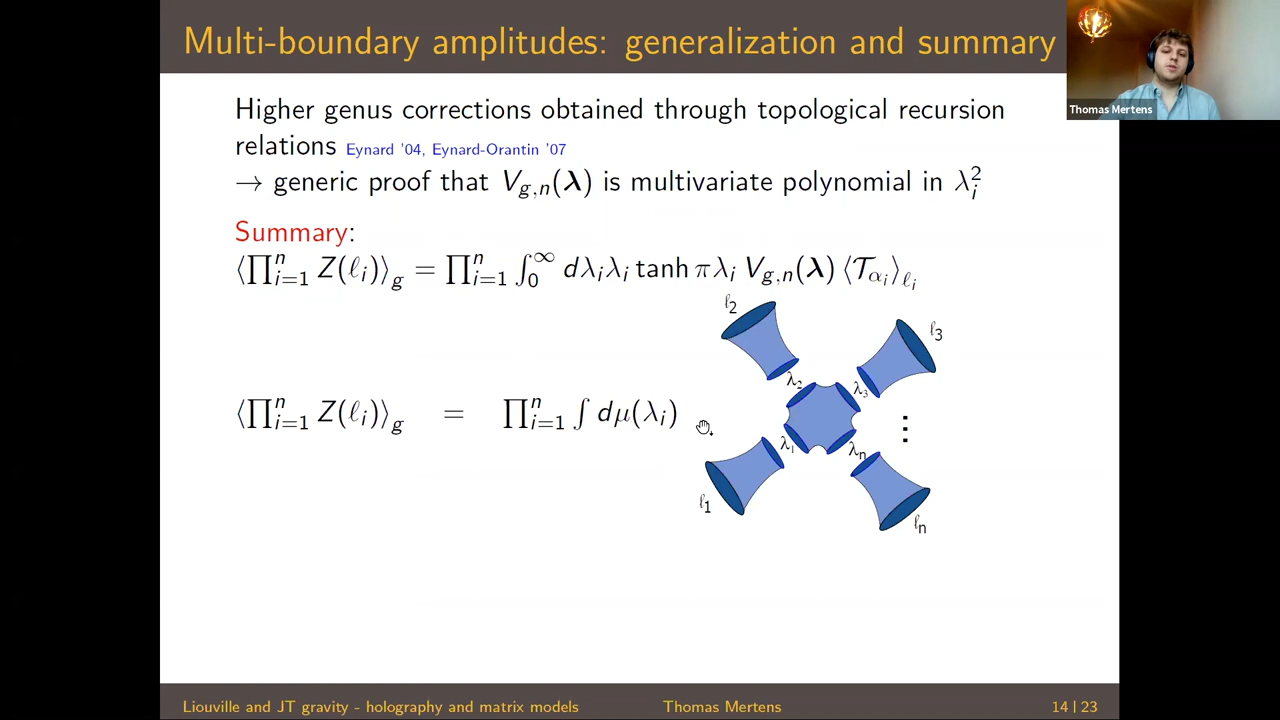 Multi-boundary amplitudes: generalization and summary
Thomas Mertens
Higher genus corrections obtained through topological recursion
relations Eynard '04, Eynard-Orantin '07
→ generic proof that V_{g,n}(λ) is multivariate polynomial in λ_i^2
Summary:
⟨∏_{i=1}^n Z(ℓ_i)⟩_g = ∏_{i=1}^n ∫_0^∞ dλ_i λ_i tanh πλ_i V_{g,n}(λ) ⟨𝒯_{α_i}⟩_{ℓ_i}
ℓ_2
ℓ_3
λ_2
λ_3
⟨∏_{i=1}^n Z(ℓ_i)⟩_g = ∏_{i=1}^n ∫ dμ(λ_i)
⋮
λ_1
λ_n
ℓ_1
ℓ_n
Liouville and JT gravity - holography and matrix models Thomas Mertens 14 | 23